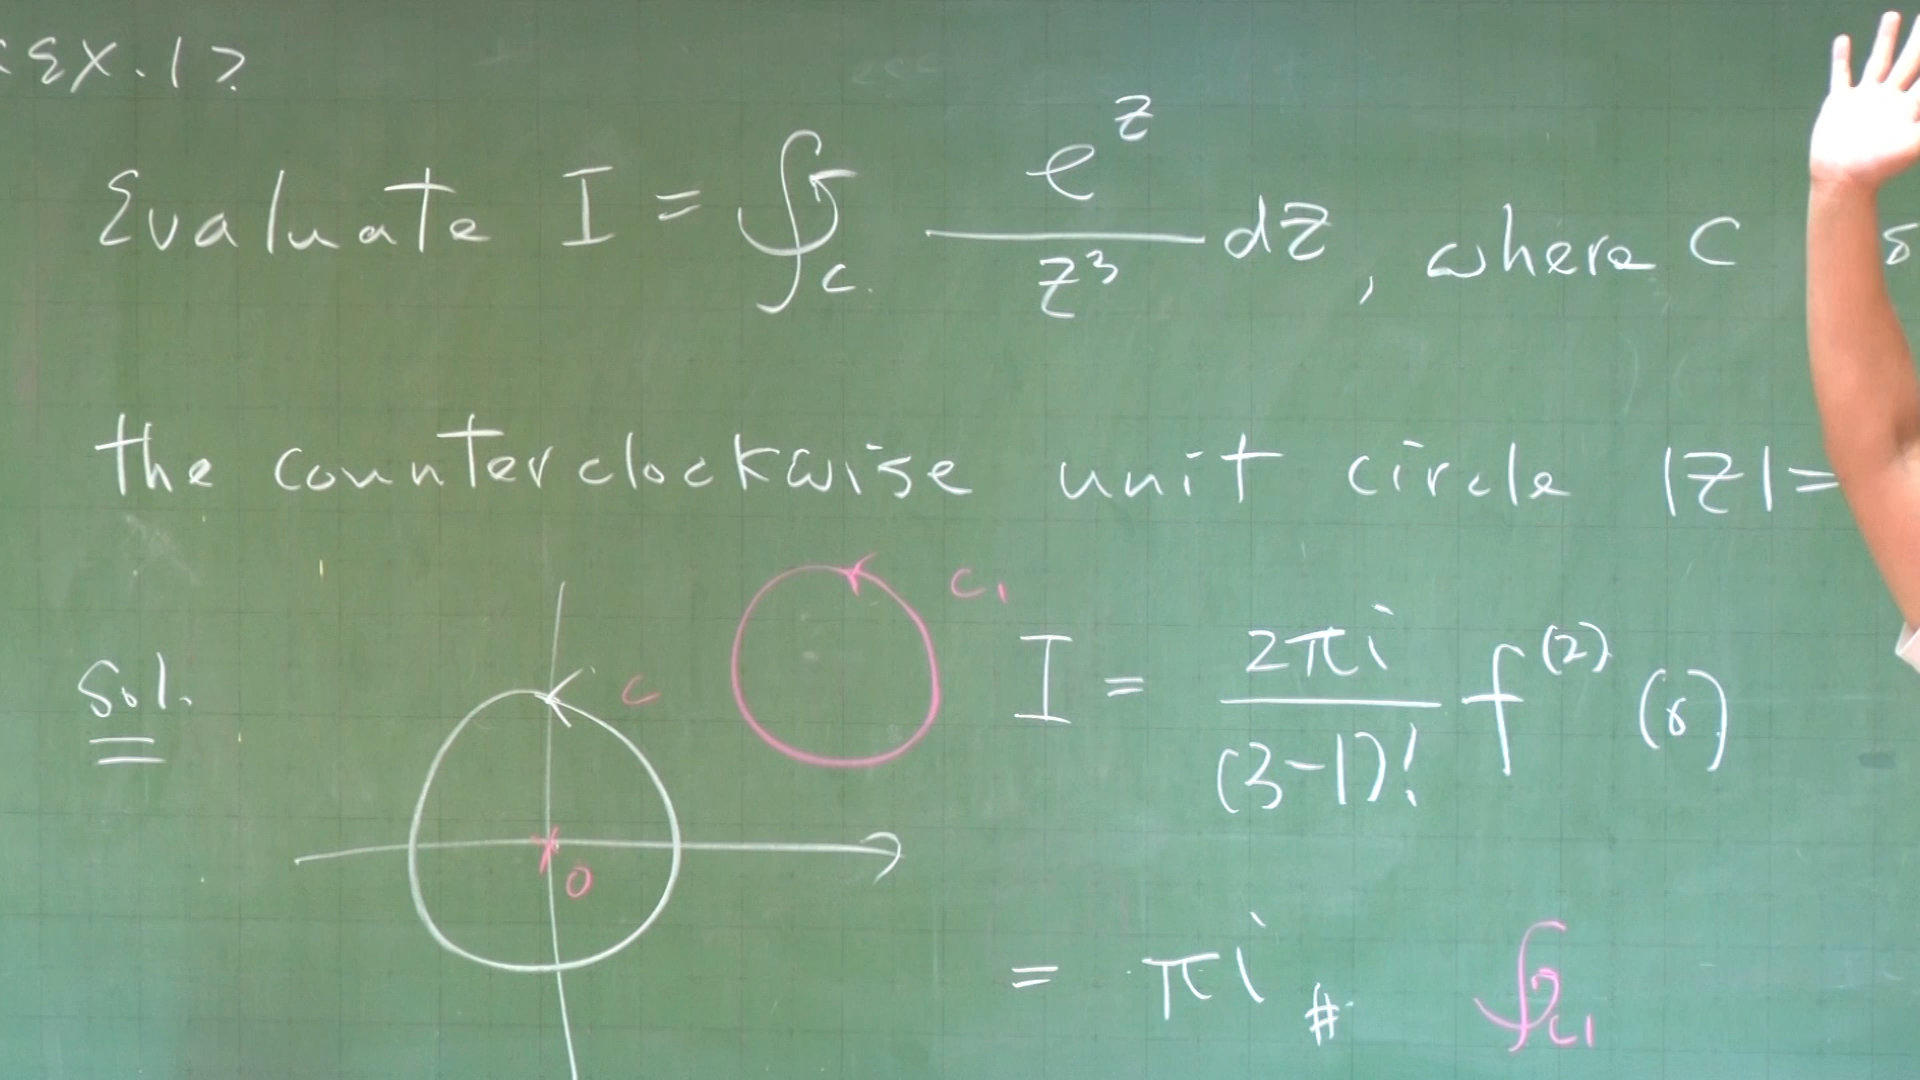 <EX.1>
Evaluate I = ∮_C e^z / z^3 dz, where C
the counterclockwise unit circle |z|=
Sol.
C
C1
0
I = 2πi / (3-1)! f^(2) (0)
= πi #
∮_C1